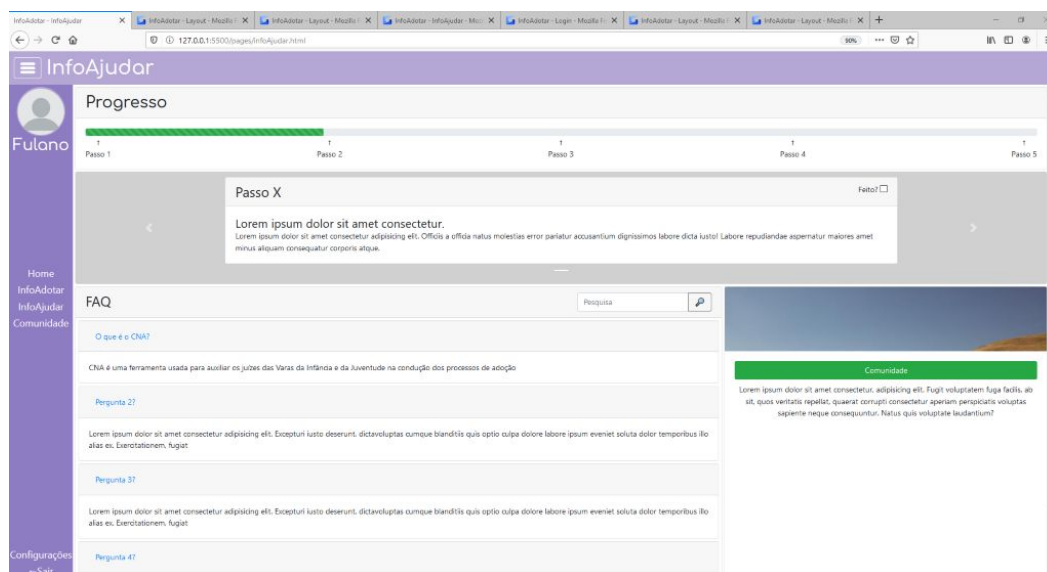 InfoAdotar - InfoAjudar
InfoAdotar - Layout - Mozilla F
InfoAdotar - Layout - Mozilla F
InfoAdotar - InfoAjudar - Mozi
InfoAdotar - Login - Mozilla Fi
InfoAdotar - Layout - Mozilla F
InfoAdotar - Layout - Mozilla F
127.0.0.1:5500/pages/infoAjudar.html
90%
InfoAjudar
Fulano
Home
InfoAdotar
InfoAjudar
Comunidade
Configurações
Sair
Progresso
Passo 1
Passo 2
Passo 3
Passo 4
Passo 5
Passo X
Feito?
Lorem ipsum dolor sit amet consectetur.
Lorem ipsum dolor sit amet consectetur adipisicing elit. Officiis a officia natus molestias error pariatur accusantium dignissimos labore dicta iusto! Labore repudiandae aspernatur maiores amet
minus aliquam consequatur corporis atque.
FAQ
Pesquisa
O que é o CNA?
CNA é uma ferramenta usada para auxiliar os juízes das Varas da Infância e da Juventude na condução dos processos de adoção
Pergunta 2?
Lorem ipsum dolor sit amet consectetur adipisicing elit. Excepturi iusto deserunt, dictavoluptas cumque blanditiis quis optio culpa dolore labore ipsum eveniet soluta dolor temporibus illo
alias ex. Exercitationem, fugiat
Pergunta 3?
Lorem ipsum dolor sit amet consectetur adipisicing elit. Excepturi iusto deserunt, dictavoluptas cumque blanditiis quis optio culpa dolore labore ipsum eveniet soluta dolor temporibus illo
alias ex. Exercitationem, fugiat
Pergunta 4?
Comunidade
Lorem ipsum dolor sit amet consectetur, adipisicing elit. Fugit voluptatem fuga facilis, ab
sit, quos veritatis repellat, quaerat corrupti consectetur aperiam perspiciatis voluptas
sapiente neque consequuntur. Natus quis voluptate laudantium?